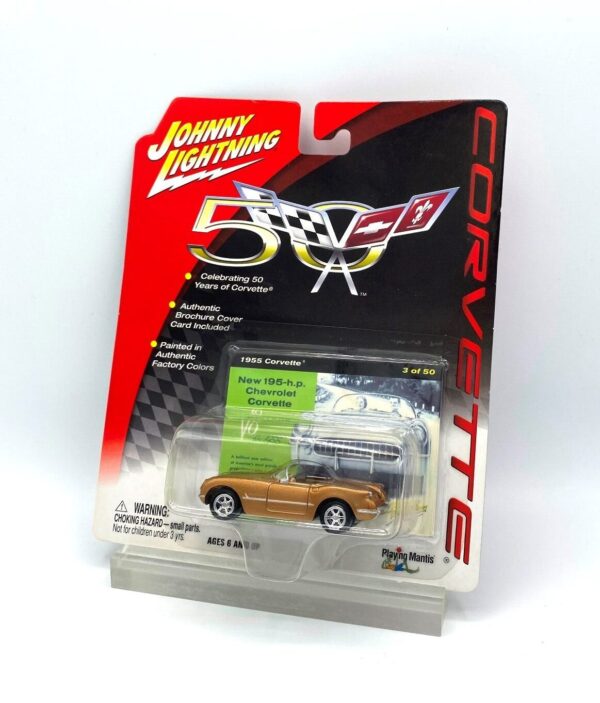 JOHNNY
LIGHTNING
50
TM
CORVETTE
Celebrating 50
Years of Corvette®
Authentic
Brochure Cover
Card Included
Painted in
Authentic
Factory Colors
1955 Corvette®
3 of 50
New 195-h.p.
Chevrolet
Corvette
V8
WARNING:
CHOKING HAZARD—small parts.
Not for children under 3 yrs.
AGES 6 AND UP
Playing Mantis
®